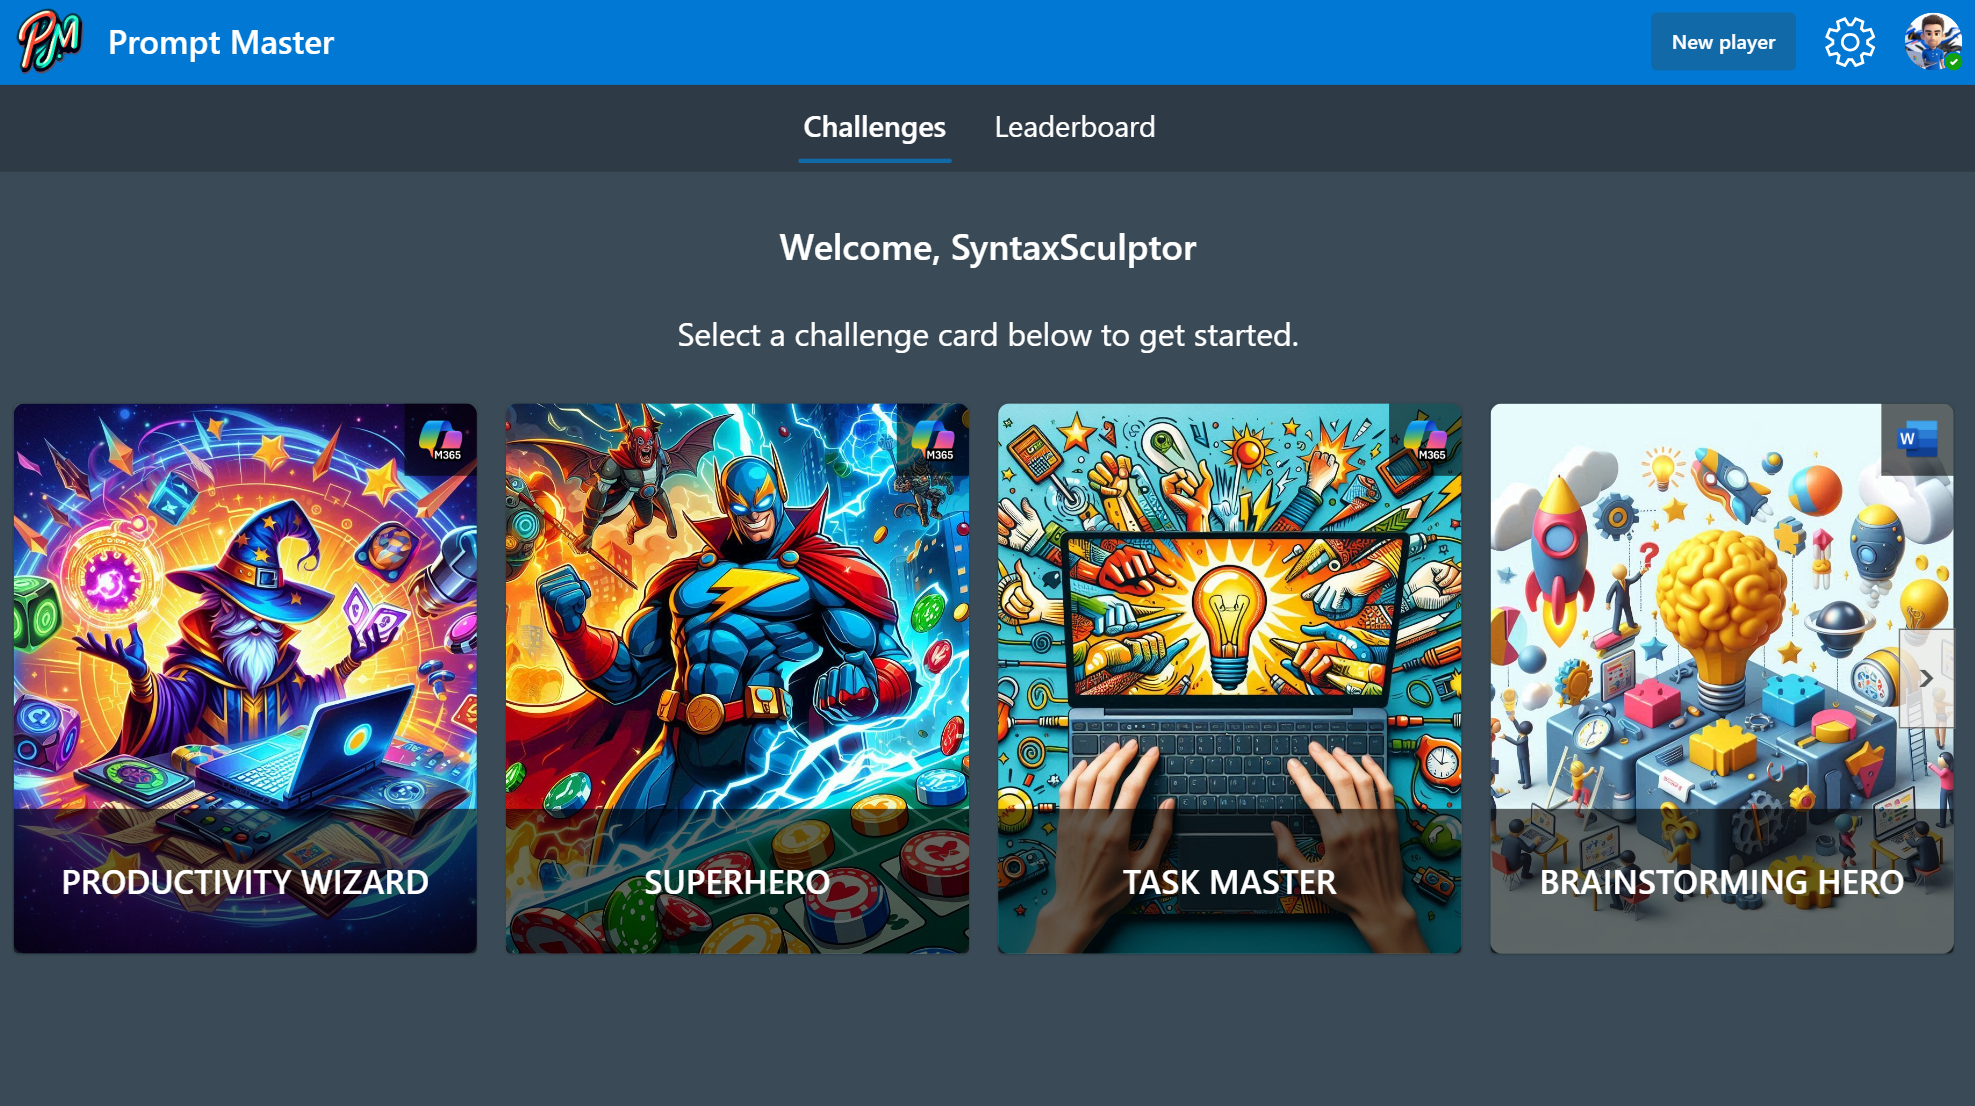 PM
Prompt Master
New player
Challenges
Leaderboard
Welcome, SyntaxSculptor
Select a challenge card below to get started.
M365
M365
M365
W
PRODUCTIVITY WIZARD
SUPERHERO
TASK MASTER
BRAINSTORMING HERO